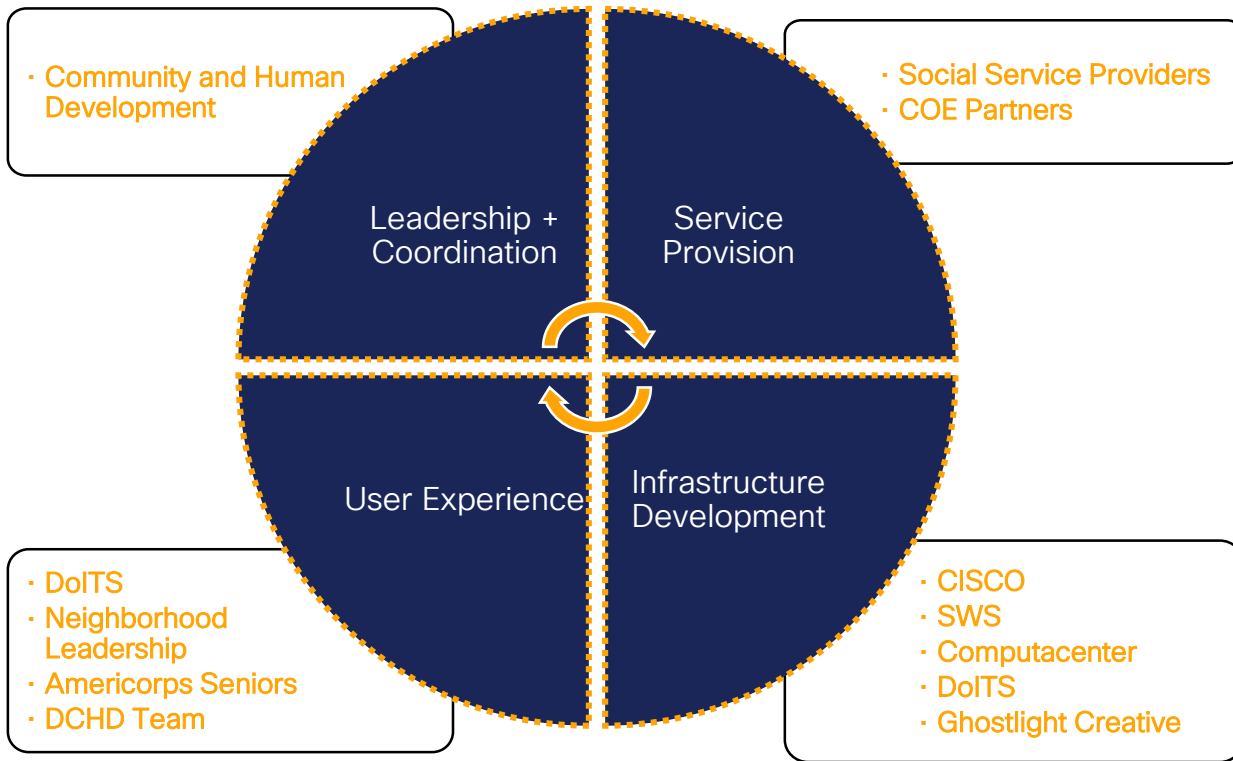 · Community and Human
Development
· Social Service Providers
· COE Partners
Leadership +
Coordination
Service
Provision
User Experience
Infrastructure
Development
· DoITS
· Neighborhood
Leadership
· Americorps Seniors
· DCHD Team
· CISCO
· SWS
· Computacenter
· DoITS
· Ghostlight Creative